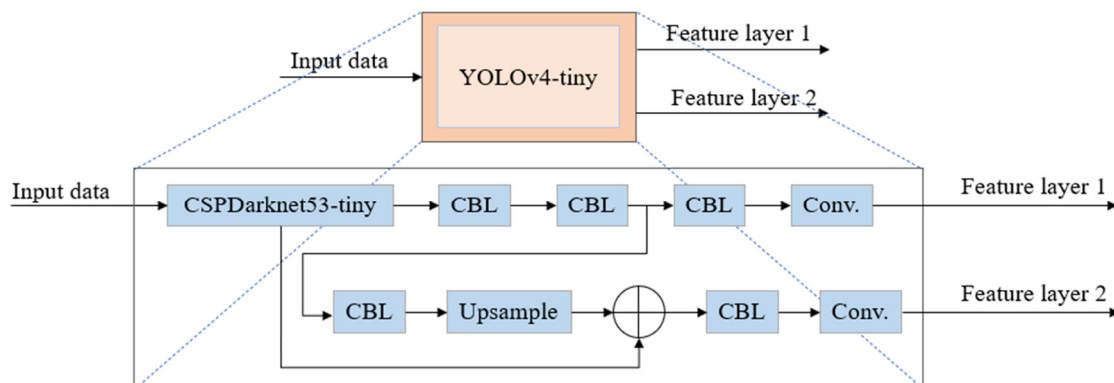 Feature layer 1
Input data
YOLOv4-tiny
Feature layer 2
Input data
CSPDarknet53-tiny
CBL
CBL
CBL
Conv.
Feature layer 1
CBL
Upsample
CBL
Conv.
Feature layer 2